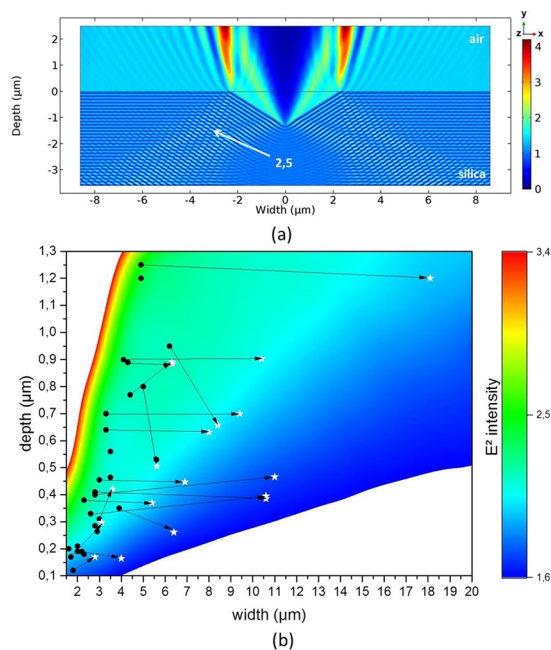 y
z x
air
4
3
2
1
0
Depth (µm)
2
1
0
-1
-2
-3
2,5
silica
-8 -6 -4 -2 0 2 4 6 8
Width (µm)
(a)
depth (µm)
1,3
1,2
1,1
1,0
0,9
0,8
0,7
0,6
0,5
0,4
0,3
0,2
0,1
2 3 4 5 6 7 8 9 10 11 12 13 14 15 16 17 18 19 20
width (µm)
3,4
2,5
1,6
E² intensity
(b)